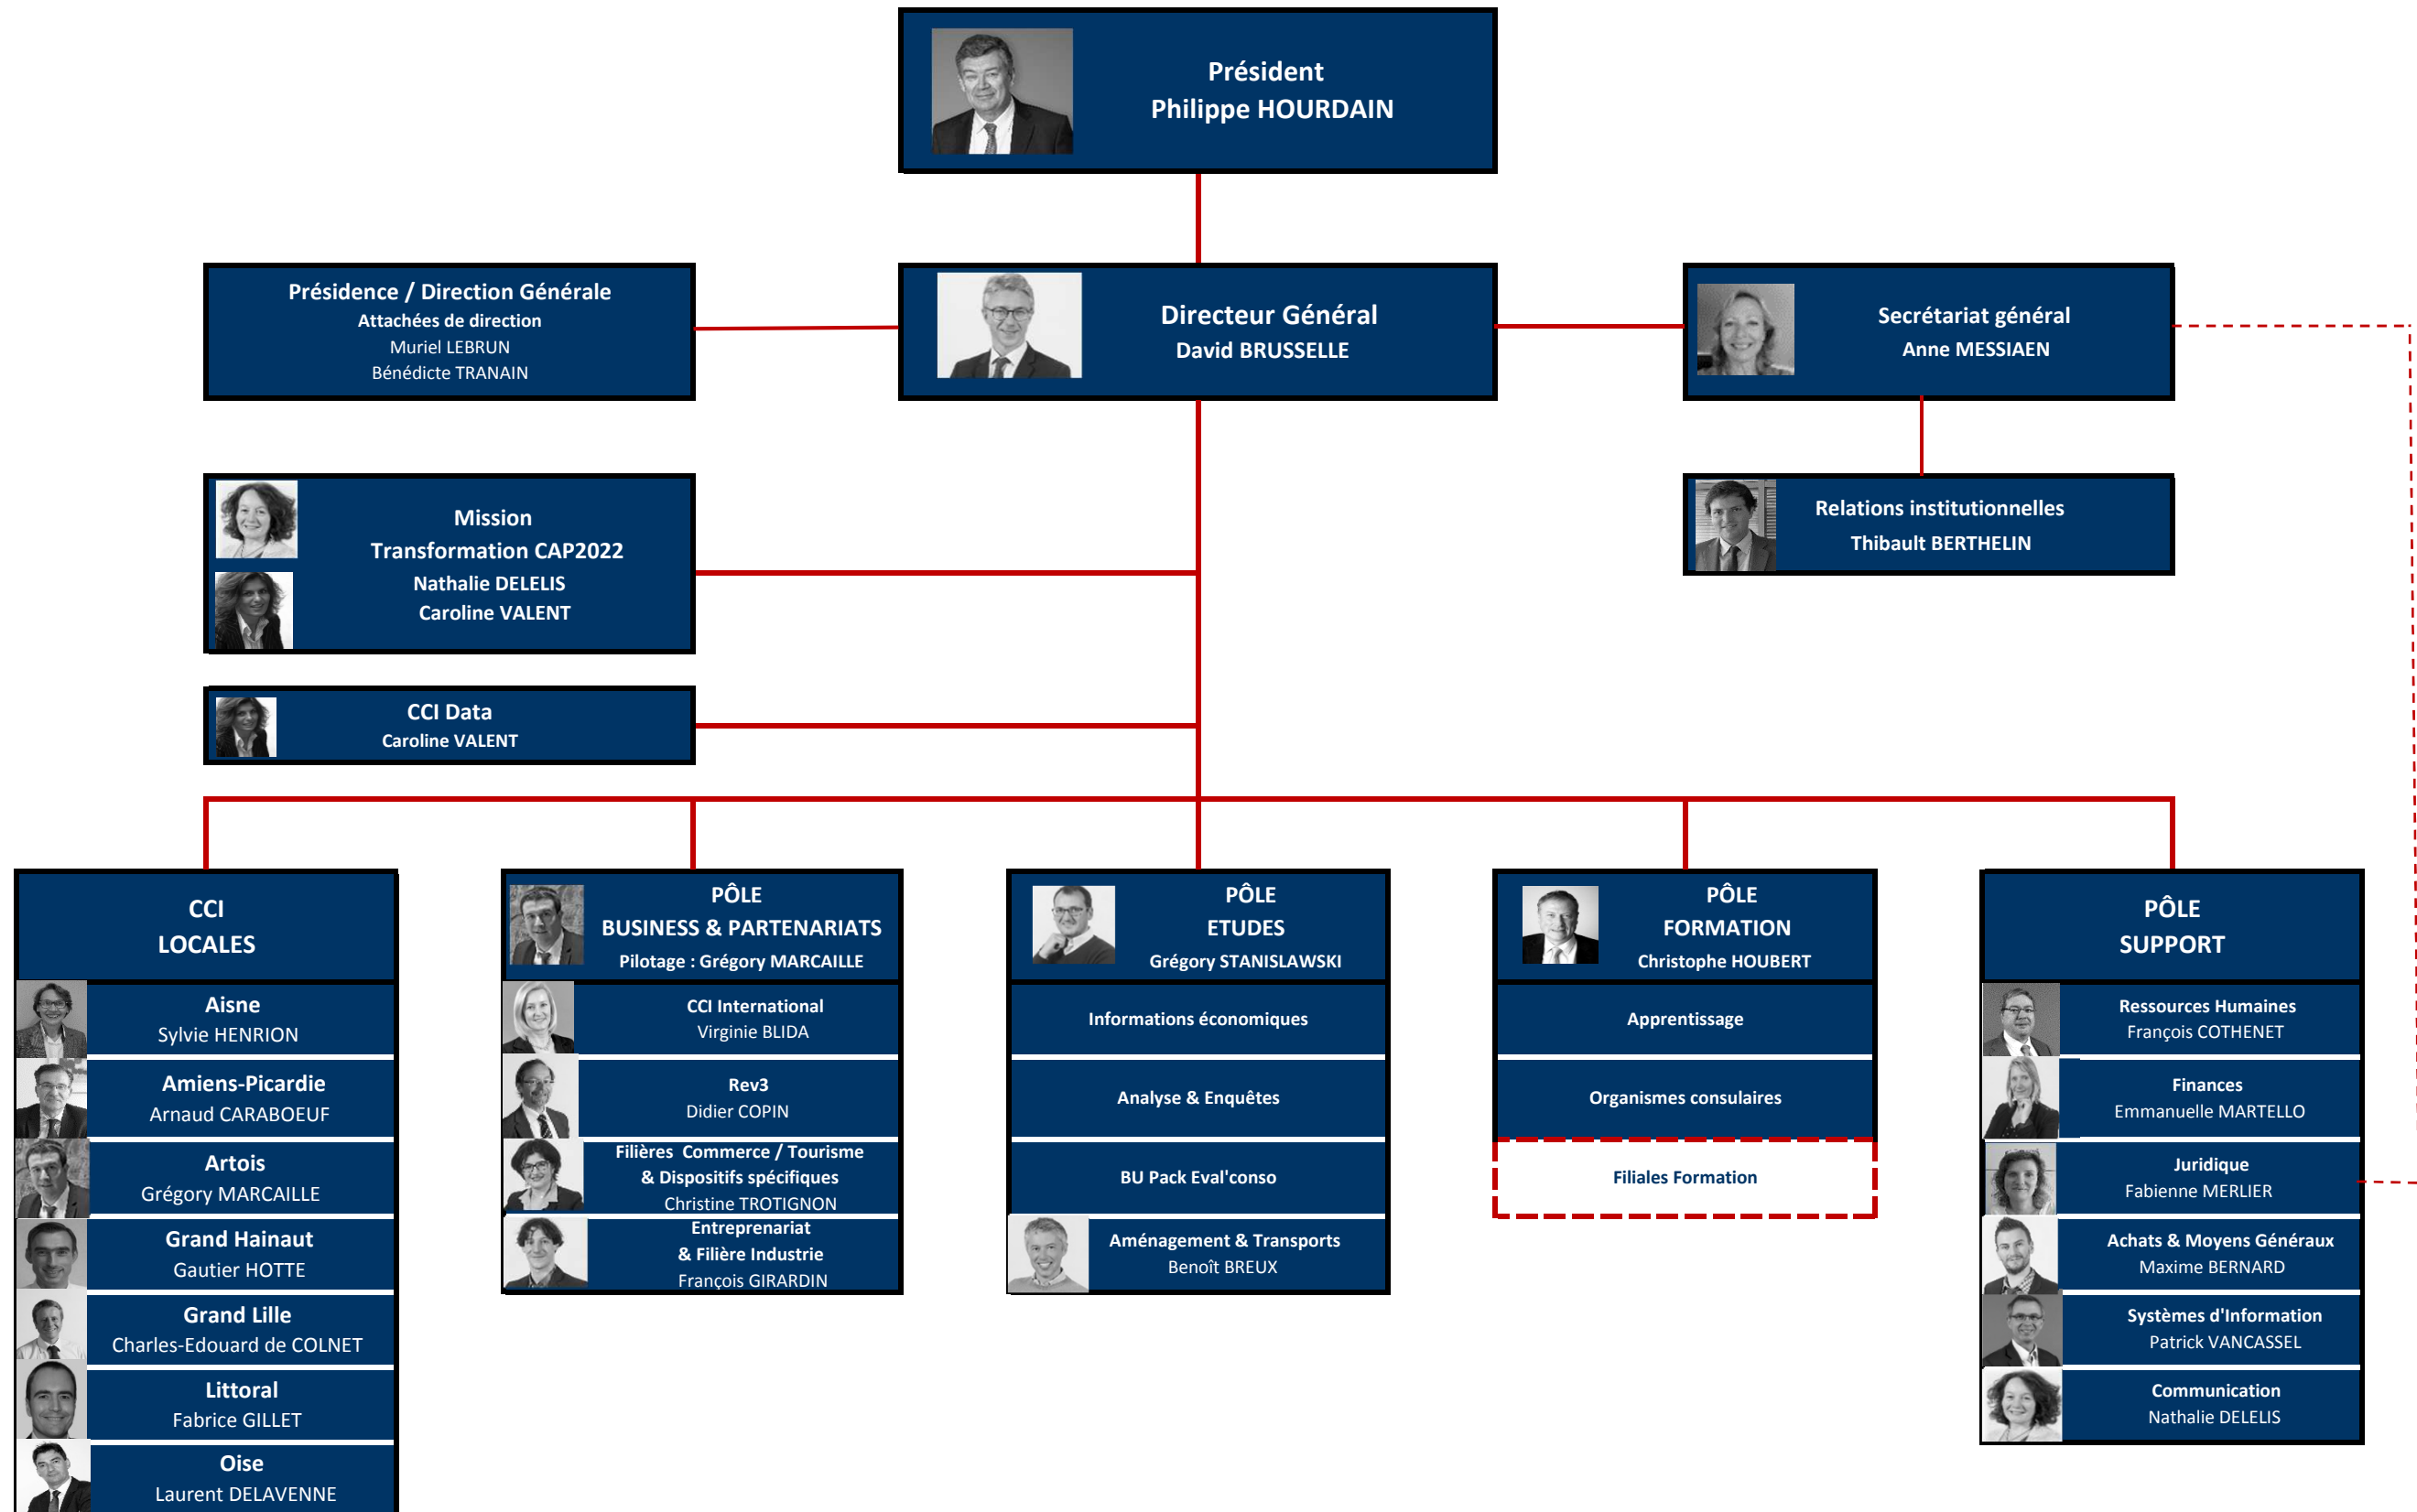 Président
Philippe HOURDAIN
Présidence / Direction Générale
Attachées de direction
Muriel LEBRUN
Bénédicte TRANAIN
Directeur Général
David BRUSSELLE
Secrétariat général
Anne MESSIAEN
Mission
Transformation CAP2022
Nathalie DELELIS
Caroline VALENT
Relations institutionnelles
Thibault BERTHELIN
CCI Data
Caroline VALENT
CCI
LOCALES
Aisne
Sylvie HENRION
Amiens-Picardie
Arnaud CARABOEUF
Artois
Grégory MARCAILLE
Grand Hainaut
Gautier HOTTE
Grand Lille
Charles-Edouard de COLNET
Littoral
Fabrice GILLET
Oise
Laurent DELAVENNE
PÔLE
BUSINESS & PARTENARIATS
Pilotage : Grégory MARCAILLE
CCI International
Virginie BLIDA
Rev3
Didier COPIN
Filières Commerce / Tourisme
& Dispositifs spécifiques
Christine TROTIGNON
Entreprenariat
& Filière Industrie
François GIRARDIN
PÔLE
ETUDES
Grégory STANISLAWSKI
Informations économiques
Analyse & Enquêtes
BU Pack Eval'conso
Aménagement & Transports
Benoît BREUX
PÔLE
FORMATION
Christophe HOUBERT
Apprentissage
Organismes consulaires
Filiales Formation
PÔLE
SUPPORT
Ressources Humaines
François COTHENET
Finances
Emmanuelle MARTELLO
Juridique
Fabienne MERLIER
Achats & Moyens Généraux
Maxime BERNARD
Systèmes d'Information
Patrick VANCASSEL
Communication
Nathalie DELELIS